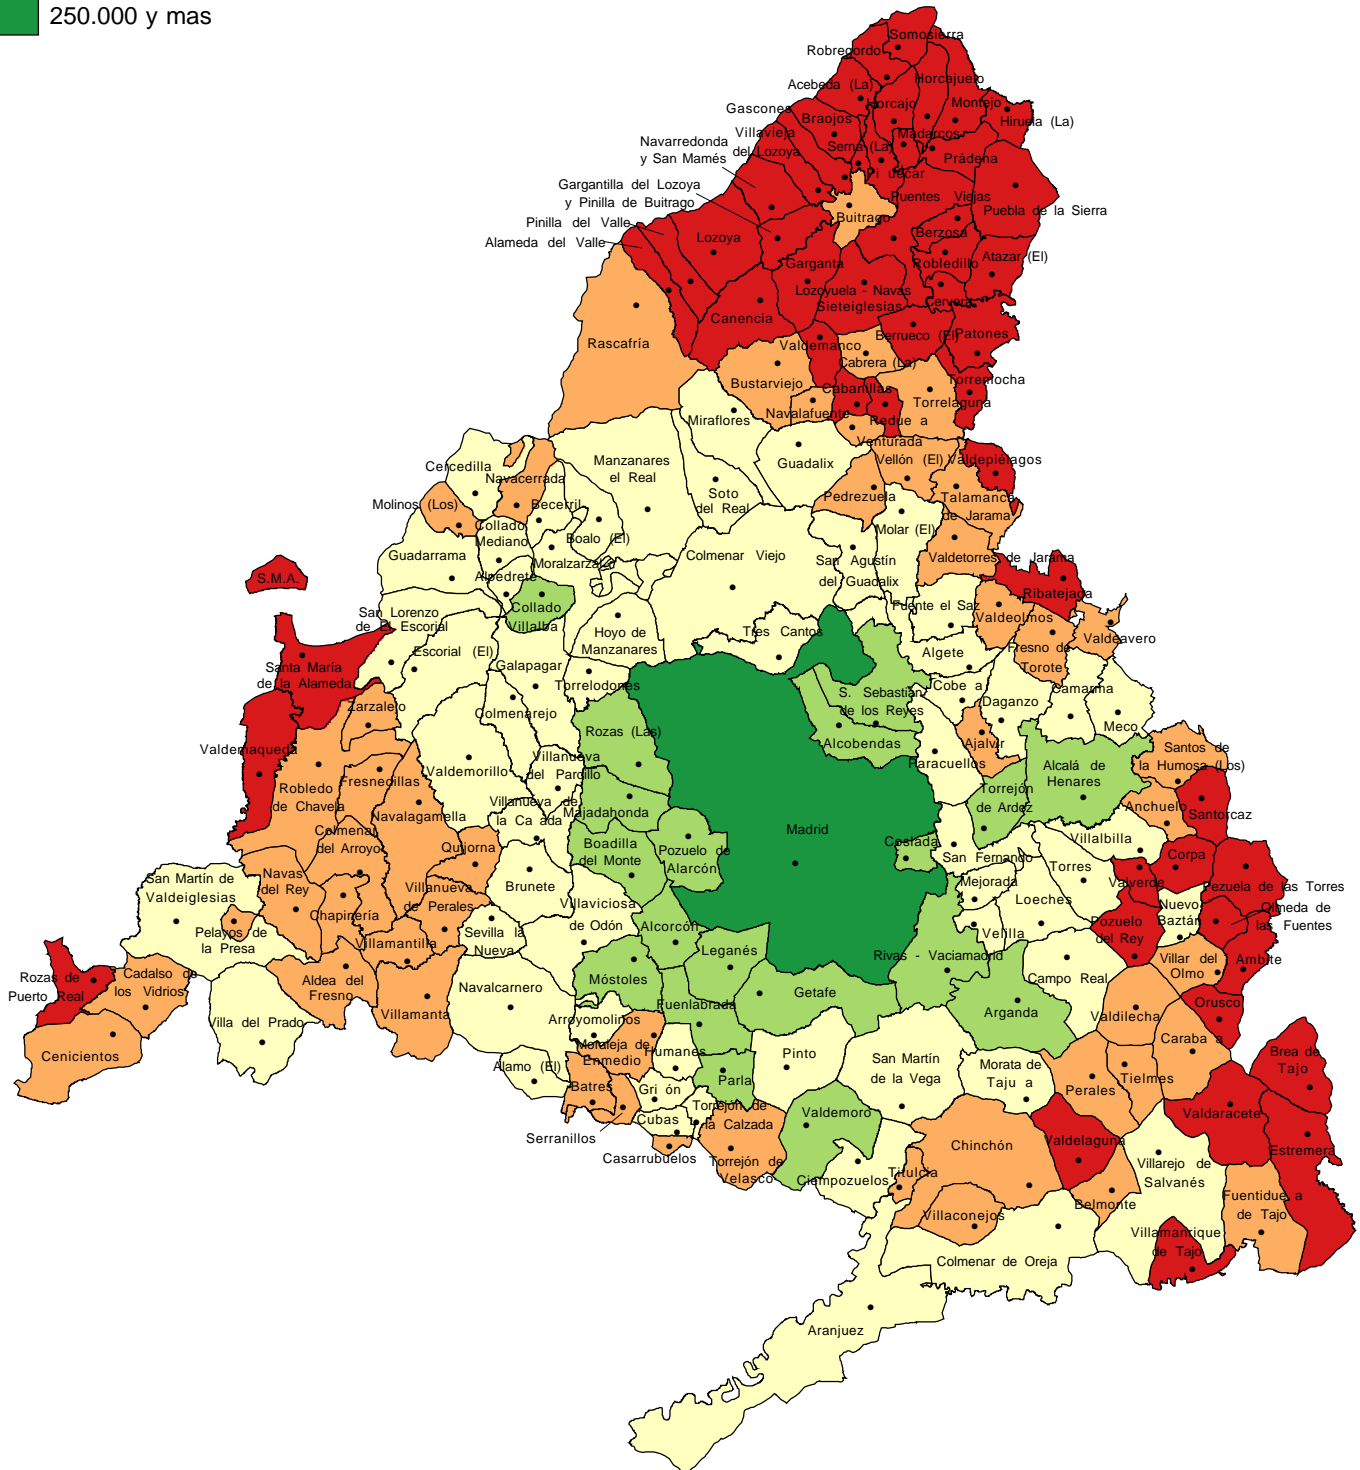 250.000 y mas
Somosierra
Robregordo
Acebeda (La)
Horcajuelo
Horcajo
Montejo
Gascones
Braojos
Hiruela (La)
Villavieja
del Lozoya
Madarcos
Serna (La)
Navarredonda
y San Mamés
Prádena
Pi uécar
Gargantilla del Lozoya
y Pinilla de Buitrago
Puentes Viejas
Puebla de la Sierra
Buitrago
Pinilla del Valle
Alameda del Valle
Lozoya
Berzosa
Garganta
Robledillo
Atazar (El)
Lozoyuela - Navas
Sieteiglesias
Cervera
Canencia
Rascafría
Valdemanco
Berrueco (El)
Patones
Cabrera (La)
Bustarviejo
Cabanillas
Torremocha
Torrelaguna
Navalafuente
Redue a
Miraflores
Venturada
Vellón (El)
Valdepiélagos
Guadalix
Manzanares
el Real
Cercedilla
Navacerrada
Soto
del Real
Pedrezuela
Talamanca
de Jarama
Molinos (Los)
Becerril
Collado
Mediano
Boalo (El)
Molar (El)
Guadarrama
Moralzarzal
Colmenar Viejo
San
Agustín
del Guadalix
Valdetorres de Jarama
S.M.A.
Alpedrete
Ribatejada
Collado
Villalba
Fuente el Saz
Valdeolmos
San Lorenzo
de El Escorial
Hoyo de
Manzanares
Tres Cantos
Valdeavero
Fresno de
Torote
Escorial (El)
Algete
Santa María
de la Alameda
Galapagar
Torrelodones
Cobe a
Camarma
S. Sebastián
de los Reyes
Daganzo
Meco
Zarzalejo
Colmenarejo
Rozas (Las)
Alcobendas
Ajalvir
Valdemaqueda
Paracuellos
Santos de
la Humosa (Los)
Valdemorillo
Villanueva
del Pardillo
Alcalá de
Henares
Fresnedillas
Robledo
de Chavela
Navalagamella
Villanueva de
la Ca ada
Majadahonda
Torrejón
de Ardoz
Anchuelo
Santorcaz
Colmenar
del Arroyo
Quijorna
Madrid
Boadilla
del Monte
Pozuelo de
Alarcón
Coslada
Villalbilla
San Fernando
Corpa
San Martín de
Valdeiglesias
Navas
del Rey
Brunete
Mejorada
Torres
Valverde
Pezuela de las Torres
Villanueva
de Perales
Loeches
Nuevo
Baztán
Olmeda de
las Fuentes
Chapinería
Villaviciosa
de Odón
Pelayos de
la Presa
Sevilla la
Nueva
Alcorcón
Velilla
Pozuelo
del Rey
Villamantilla
Leganés
Rivas - Vaciamadrid
Villar del
Olmo
Ambite
Rozas de
Puerto Real
Cadalso de
los Vidrios
Aldea del
Fresno
Móstoles
Campo Real
Navalcarnero
Fuenlabrada
Getafe
Orusco
Villamanta
Arganda
Valdilecha
Villa del Prado
Arroyomolinos
Cenicientos
Moraleja de
Enmedio
Humanes
Pinto
Caraba a
Brea de
Tajo
Alamo (El)
San Martín
de la Vega
Morata de
Taju a
Tielmes
Perales
Batres
Gri ón
Parla
Valdaracete
Torrejón de
la Calzada
Valdemoro
Cubas
Serranillos
Chinchón
Valdelaguna
Estremera
Casarrubuelos
Torrejón de
Velasco
Villarejo de
Salvanés
Titulcia
Ciempozuelos
Fuentidue a
de Tajo
Belmonte
Villaconejos
Villamanrique
de Tajo
Colmenar de Oreja
Aranjuez